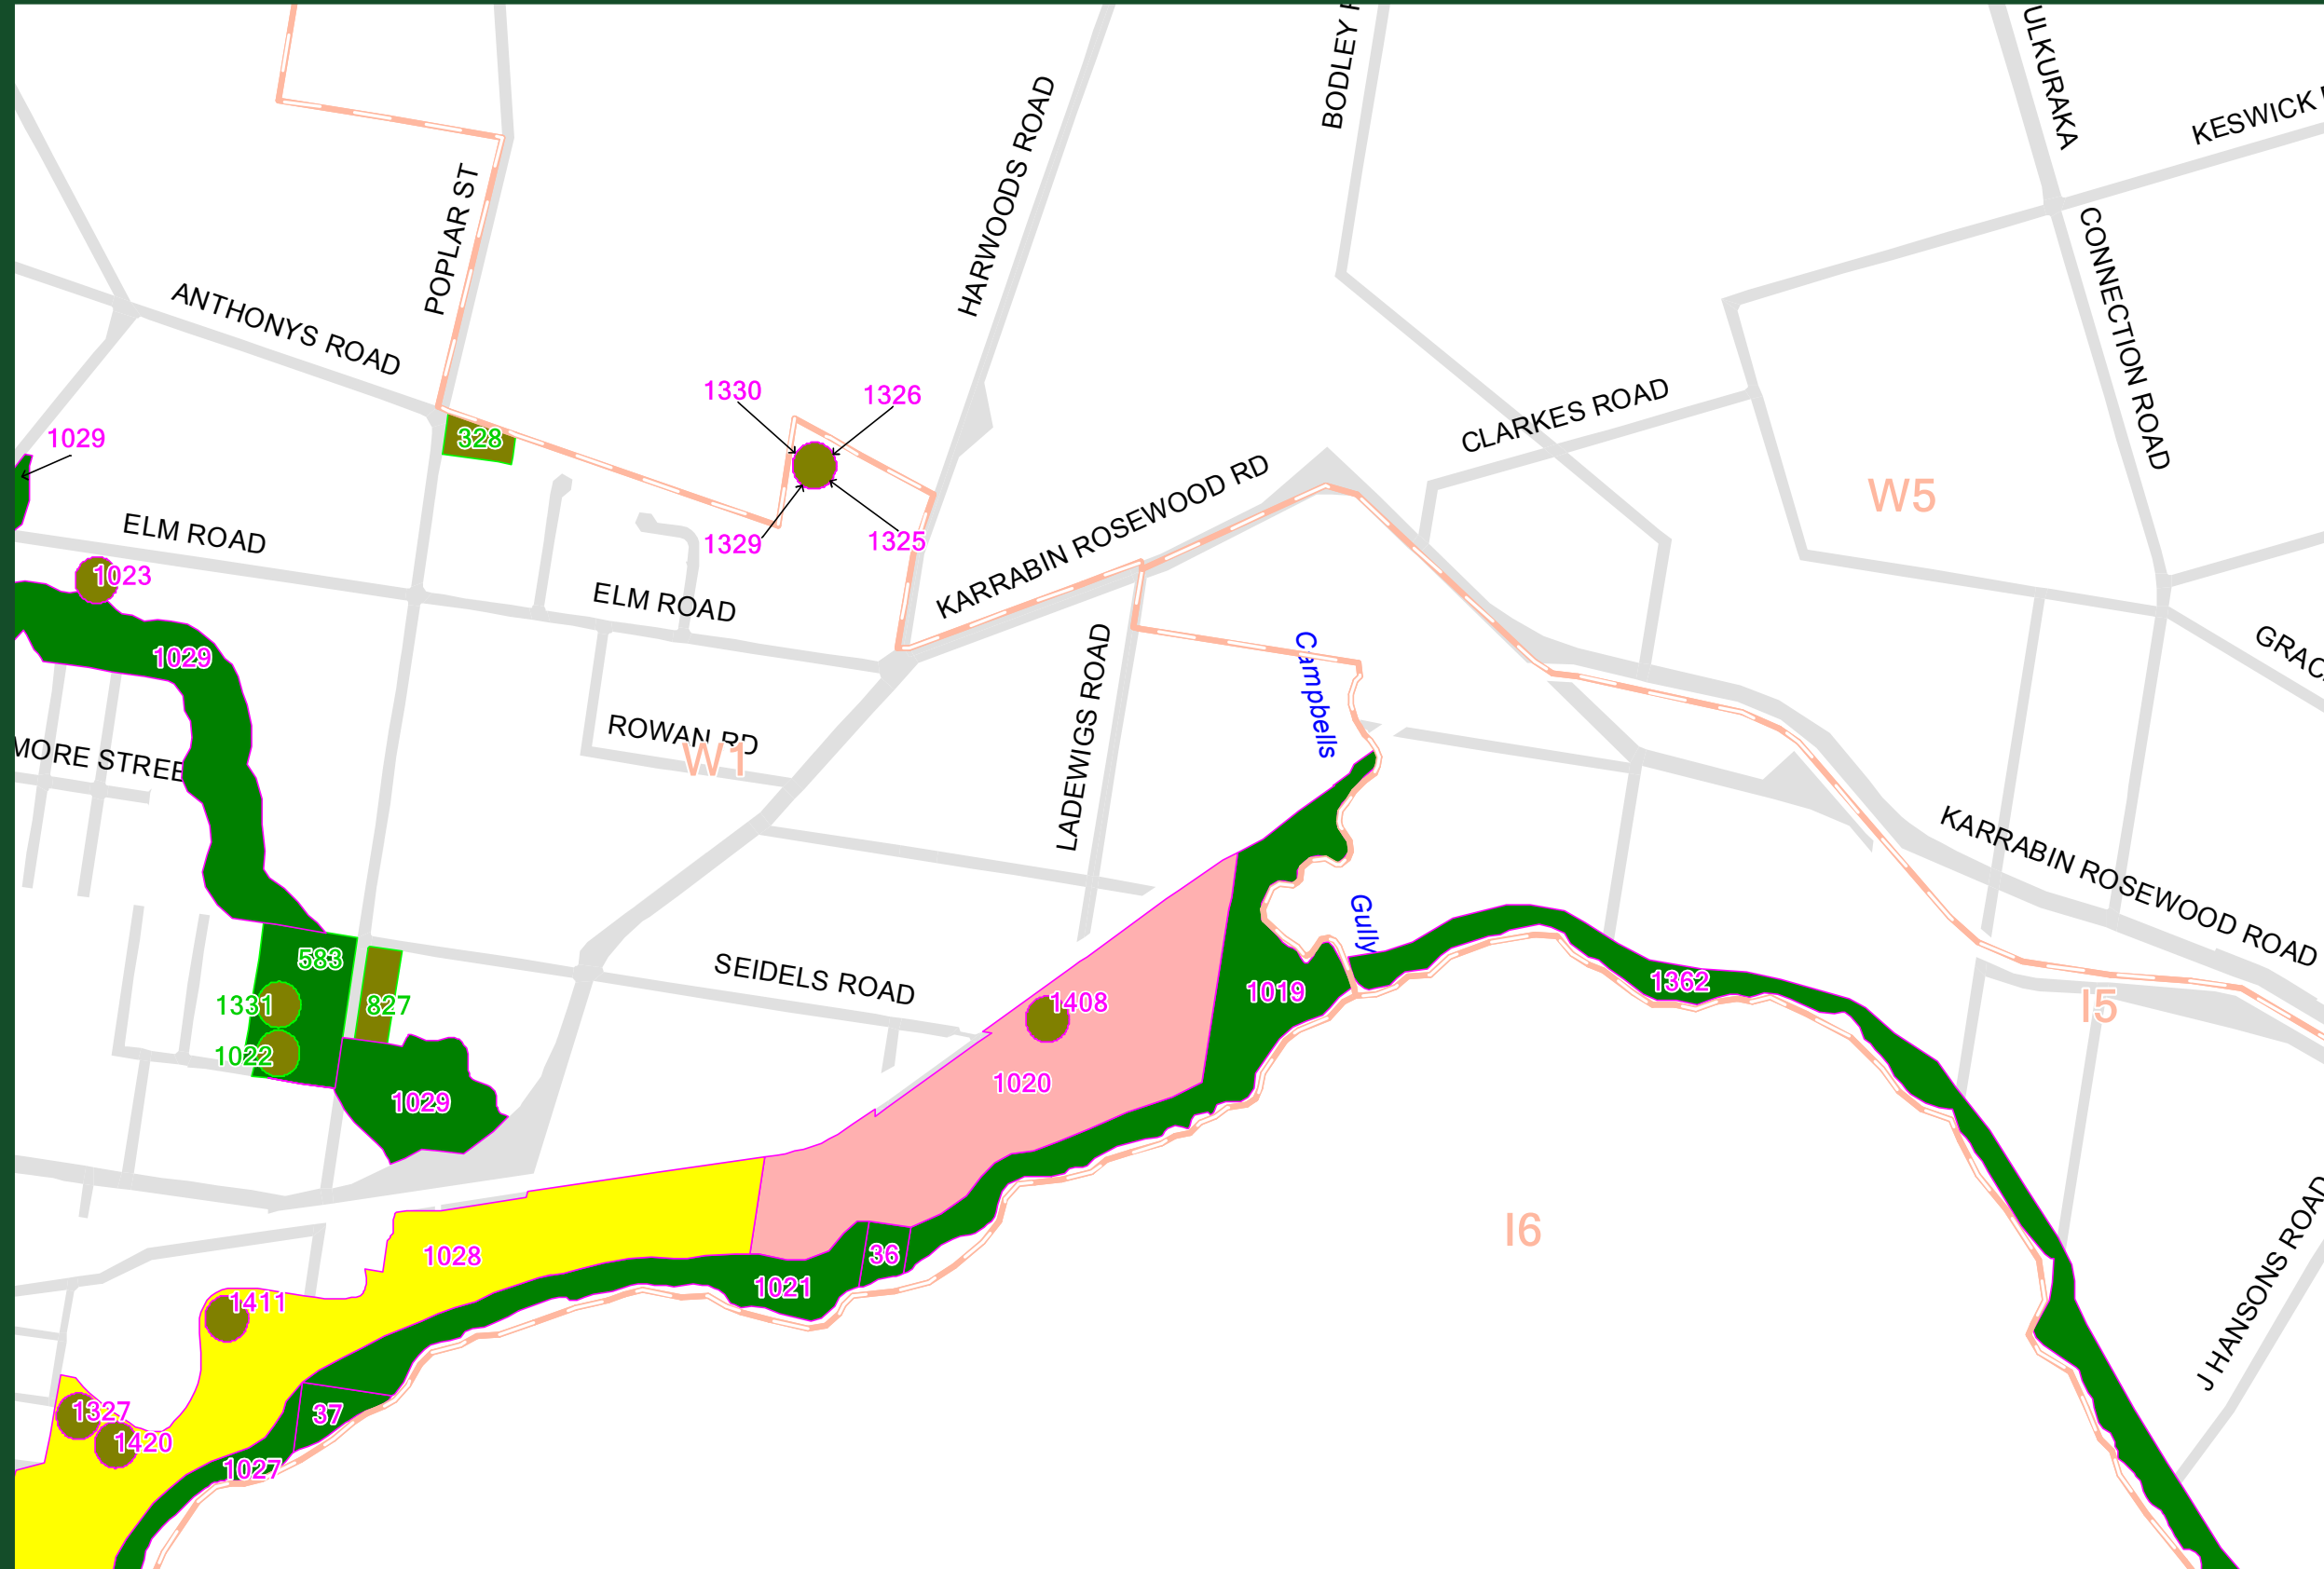 BODLEY
ULKURAKA
KESWICK
HARWOODS ROAD
POPLAR ST
ANTHONYS ROAD
CONNECTION ROAD
1330
1326
CLARKES ROAD
1029
328
W5
KARRABIN ROSEWOOD RD
ELM ROAD
1329
1325
1023
ELM ROAD
GRAC
1029
LADEWIGS ROAD
Campbells
ROWAN RD
W1
MORE STREE
KARRABIN ROSEWOOD ROAD
Gully
583
SEIDELS ROAD
1362
1019
1331
827
1408
I5
1022
1020
1029
I6
J HANSONS ROAD
1028
36
1021
1411
1327
37
1420
1027